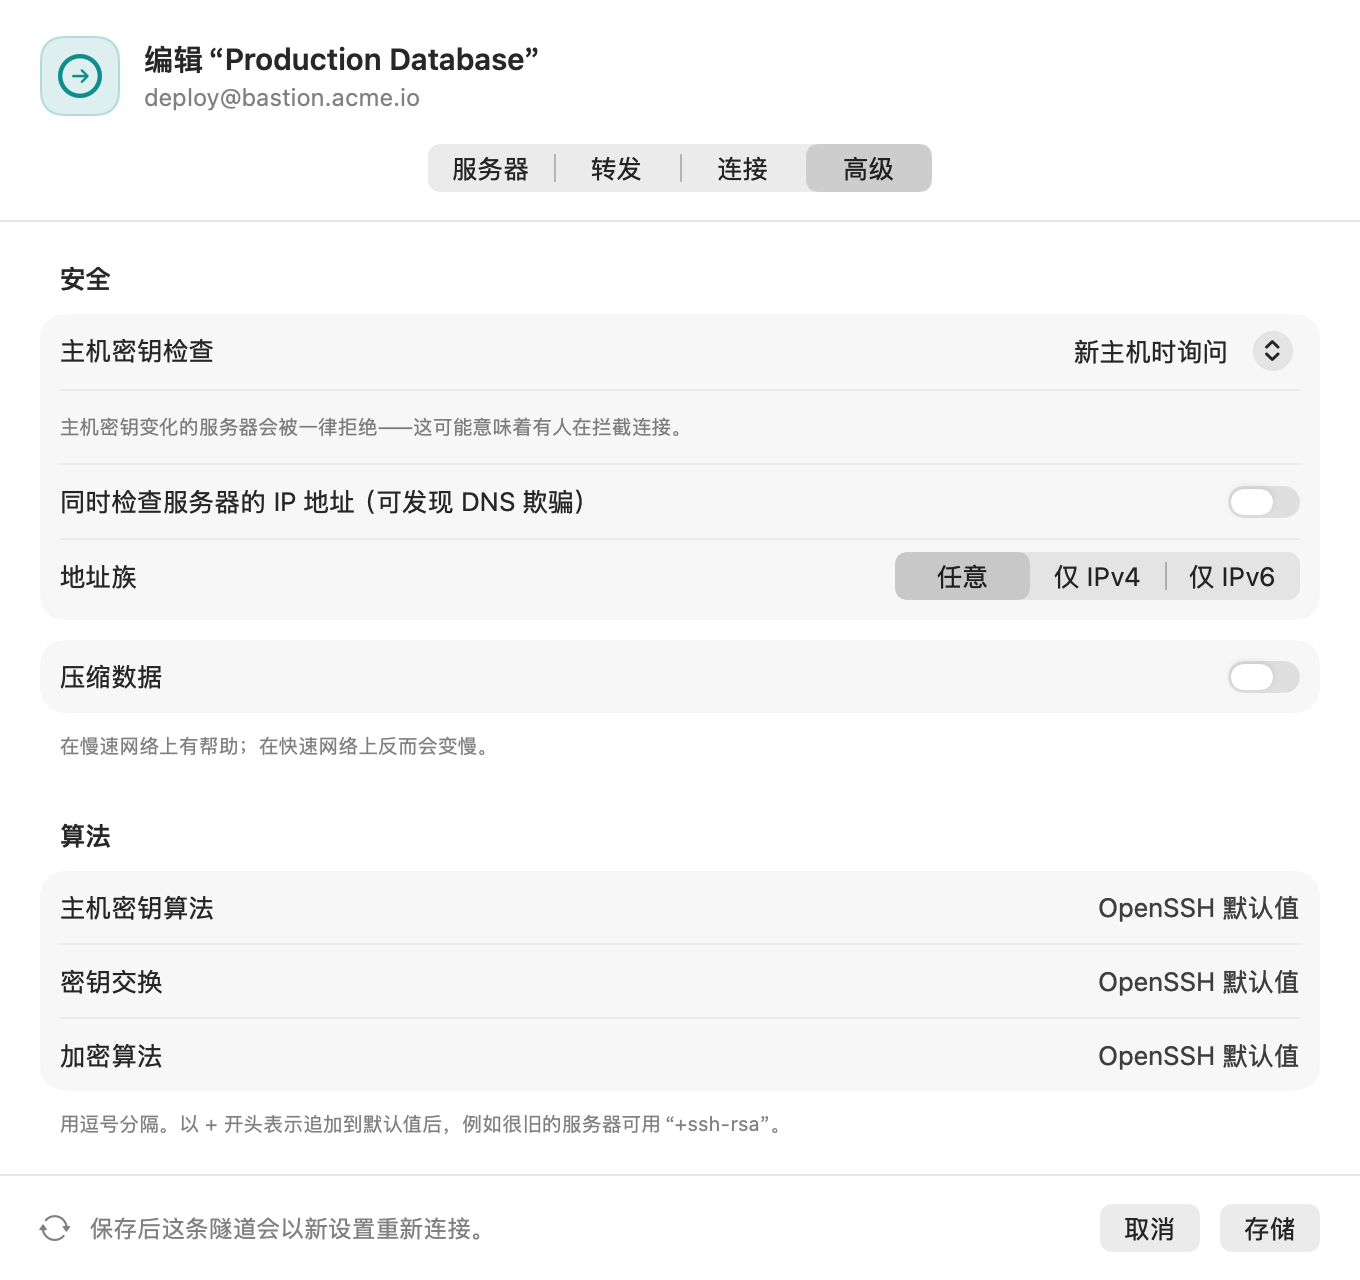 编辑 “Production Database”
deploy@bastion.acme.io
服务器
转发
连接
高级
安全
主机密钥检查
新主机时询问
主机密钥变化的服务器会被一律拒绝——这可能意味着有人在拦截连接。
同时检查服务器的 IP 地址（可发现 DNS 欺骗）
地址族
任意
仅 IPv4
仅 IPv6
压缩数据
在慢速网络上有帮助；在快速网络上反而会变慢。
算法
主机密钥算法
OpenSSH 默认值
密钥交换
OpenSSH 默认值
加密算法
OpenSSH 默认值
用逗号分隔。以 + 开头表示追加到默认值后，例如很旧的服务器可用 “+ssh-rsa”。
保存后这条隧道会以新设置重新连接。
取消
存储